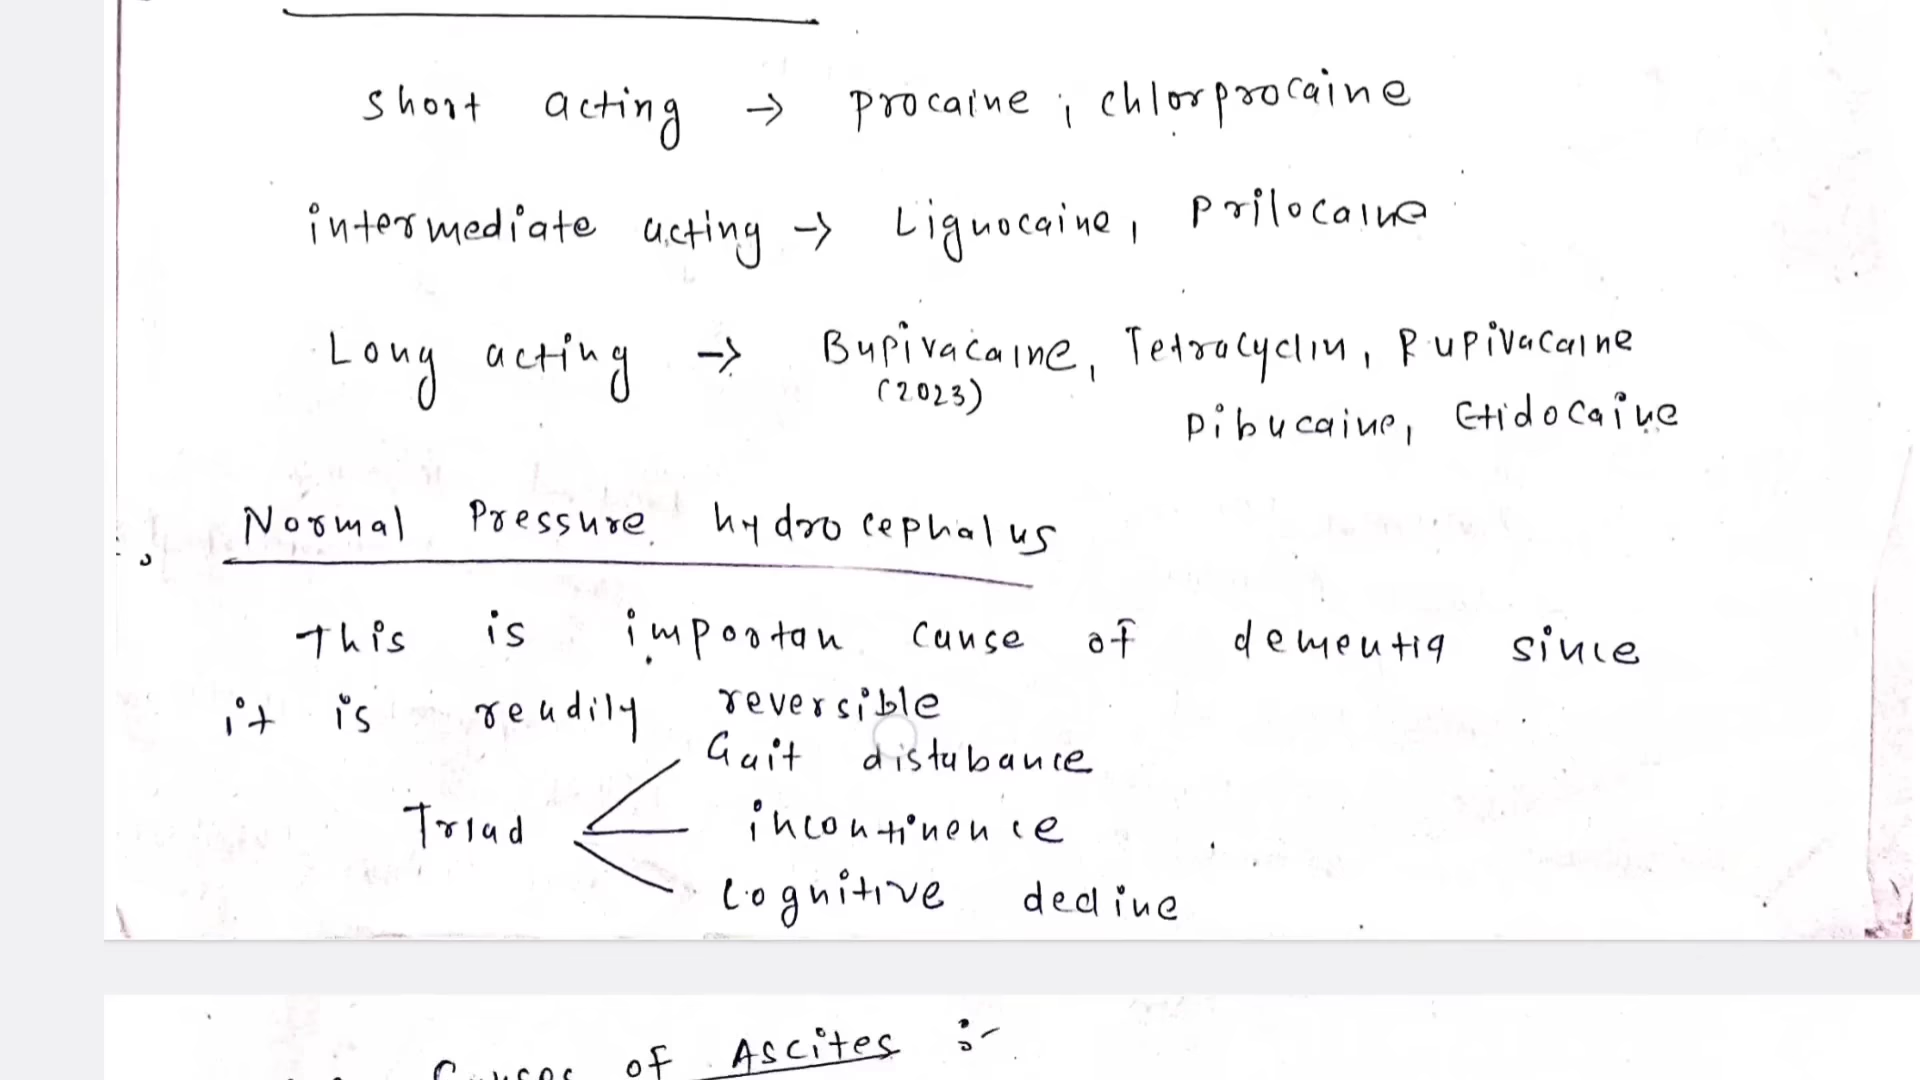 Short acting → procaine, chlorprocaine
intermediate acting → Lignocaine, prilocaine
Long acting → Bupivacaine, Tetracyclin, Rupivacaine
(2023)
Dibucaine, Etidocaine
Normal Pressure hydrocephalus
This is importan cause of dementia since
it is readily reversible
Gait distubance
Triad
incontinence
cognitive decline
Causes of Ascites :-